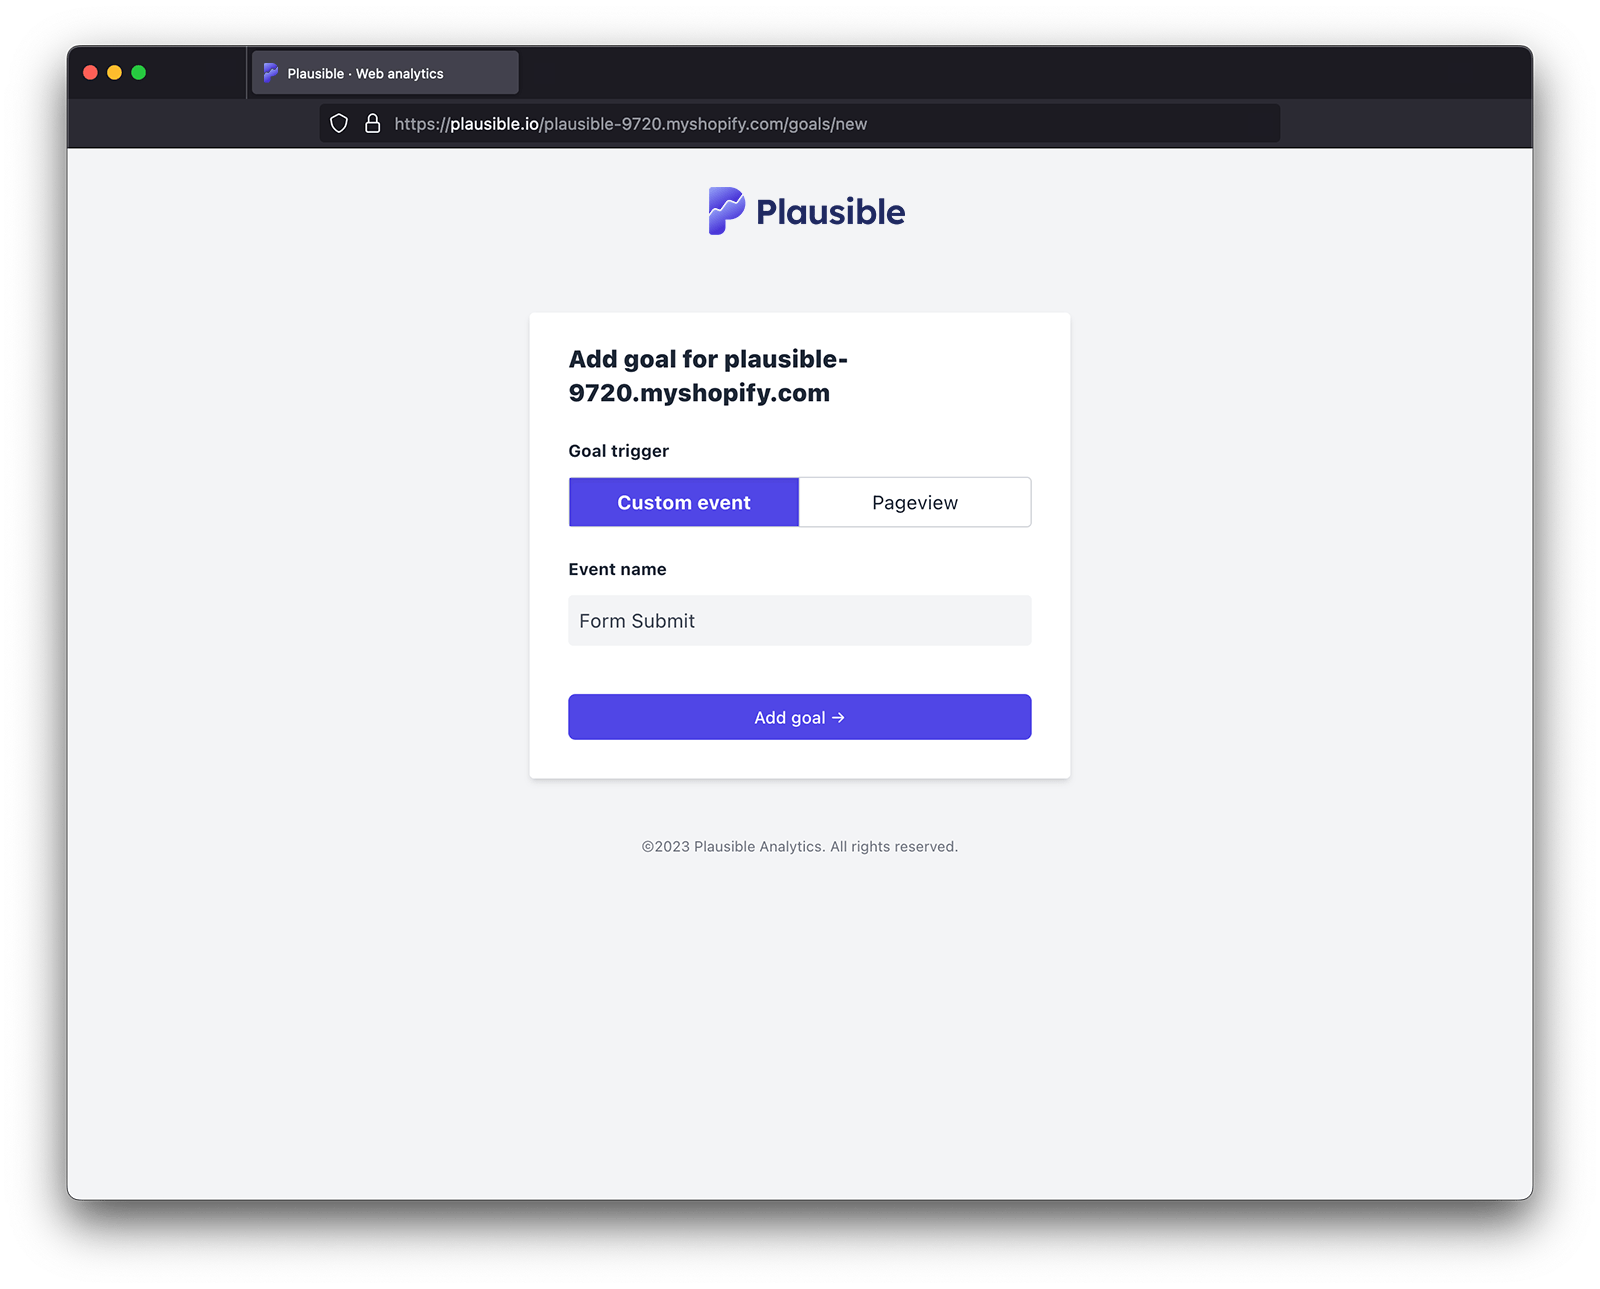 Plausible · Web analytics
https://plausible.io/plausible-9720.myshopify.com/goals/new
Plausible
Add goal for plausible-
9720.myshopify.com
Goal trigger
Custom event Pageview
Event name
Form Submit
Add goal →
©2023 Plausible Analytics. All rights reserved.